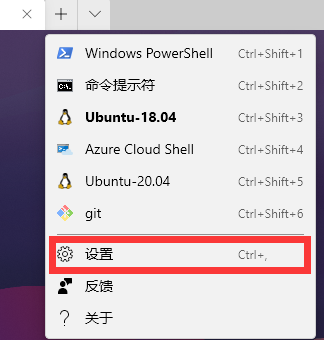 Windows PowerShell Ctrl+Shift+1
命令提示符 Ctrl+Shift+2
Ubuntu-18.04 Ctrl+Shift+3
Azure Cloud Shell Ctrl+Shift+4
Ubuntu-20.04 Ctrl+Shift+5
git Ctrl+Shift+6
设置 Ctrl+,
反馈
关于